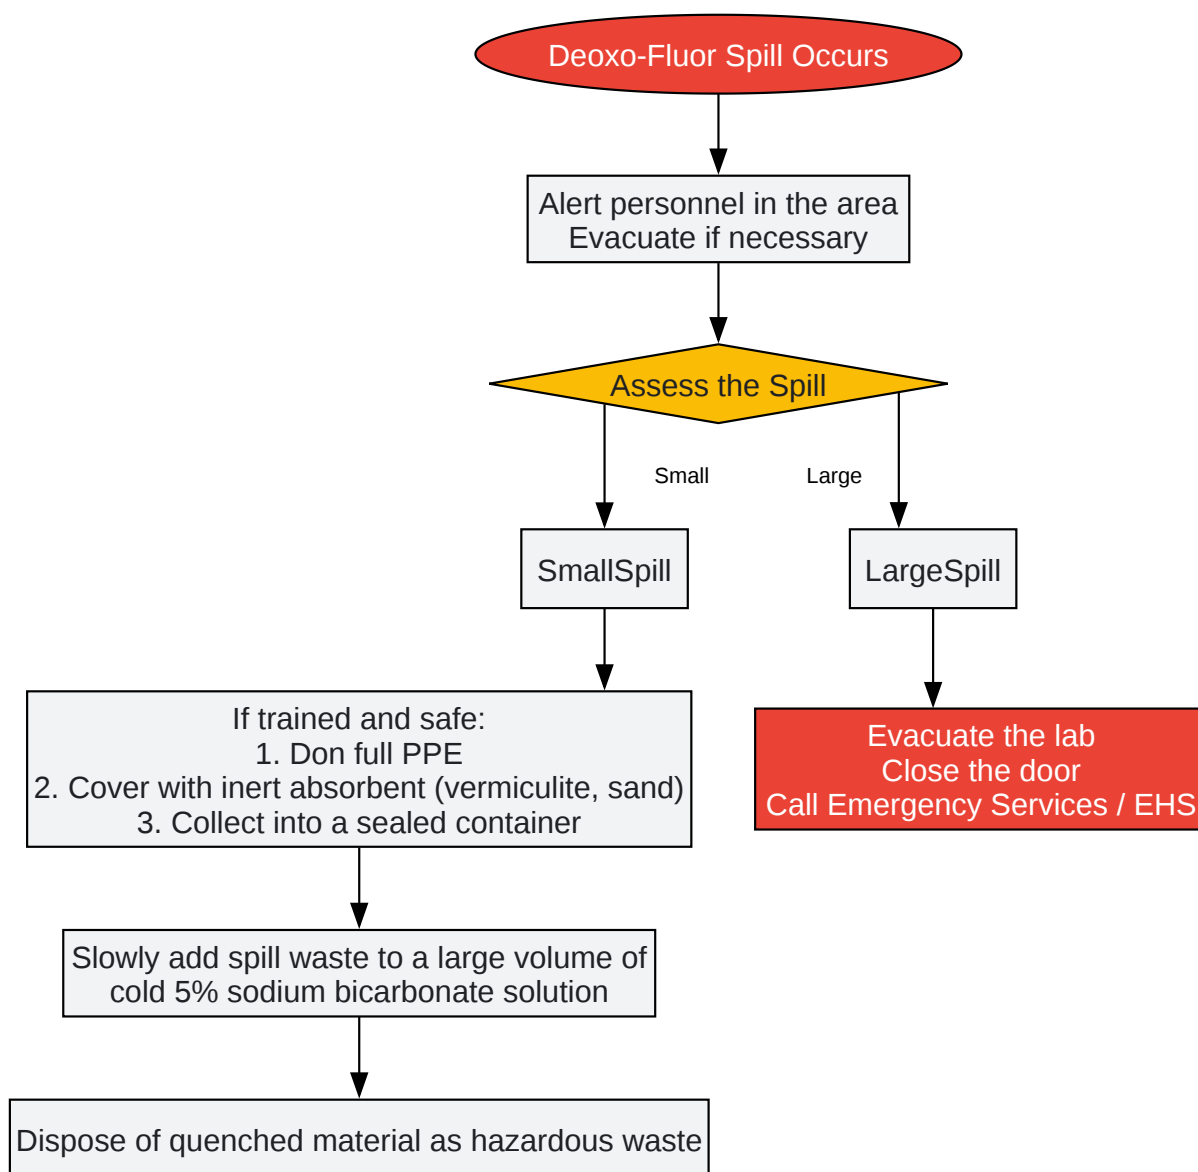 Deoxo-Fluor Spill Occurs
Alert personnel in the area
Evacuate if necessary
Assess the Spill
Small
Large
SmallSpill
LargeSpill
If trained and safe:
1. Don full PPE
2. Cover with inert absorbent (vermiculite, sand)
3. Collect into a sealed container
Evacuate the lab
Close the door
Call Emergency Services / EHS
Slowly add spill waste to a large volume of
cold 5% sodium bicarbonate solution
Dispose of quenched material as hazardous waste